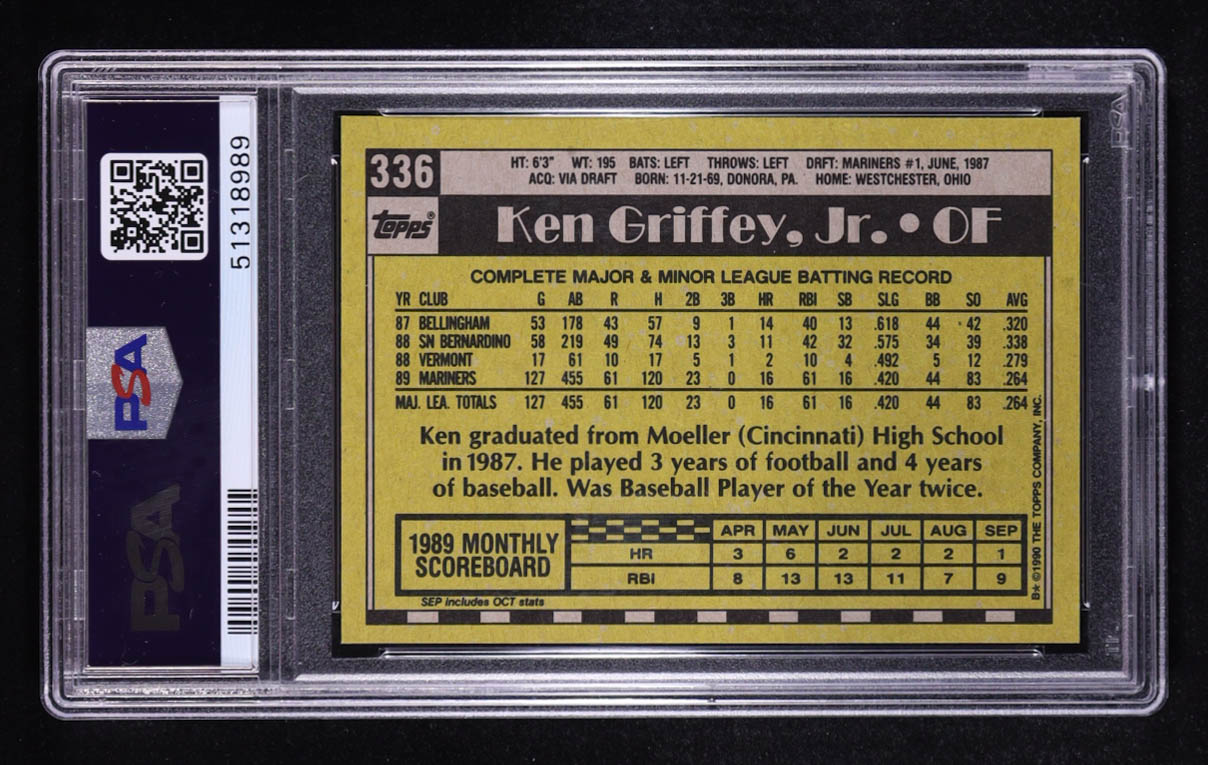 336
HT: 6'3" WT: 195 BATS: LEFT THROWS: LEFT DRFT: MARINERS #1, JUNE, 1987
ACQ: VIA DRAFT BORN: 11-21-69, DONORA, PA. HOME: WESTCHESTER, OHIO
topps®
Ken Griffey, Jr. • OF
COMPLETE MAJOR & MINOR LEAGUE BATTING RECORD
YR CLUB G AB R H 2B 3B HR RBI SB SLG BB SO AVG
87 BELLINGHAM 53 178 43 57 9 1 14 40 13 .618 44 42 .320
88 SN BERNARDINO 58 219 49 74 13 3 11 42 32 .575 34 39 .338
88 VERMONT 17 61 10 17 5 1 2 10 4 .492 5 12 .279
89 MARINERS 127 455 61 120 23 0 16 61 16 .420 44 83 .264
MAJ. LEA. TOTALS 127 455 61 120 23 0 16 61 16 .420 44 83 .264
Ken graduated from Moeller (Cincinnati) High School
in 1987. He played 3 years of football and 4 years
of baseball. Was Baseball Player of the Year twice.
1989 MONTHLY
SCOREBOARD
APR MAY JUN JUL AUG SEP
HR 3 6 2 2 2 1
RBI 8 13 13 11 7 9
SEP includes OCT stats
B* ©1990 THE TOPPS COMPANY, INC.
51318989
PSA
PSA
PSA